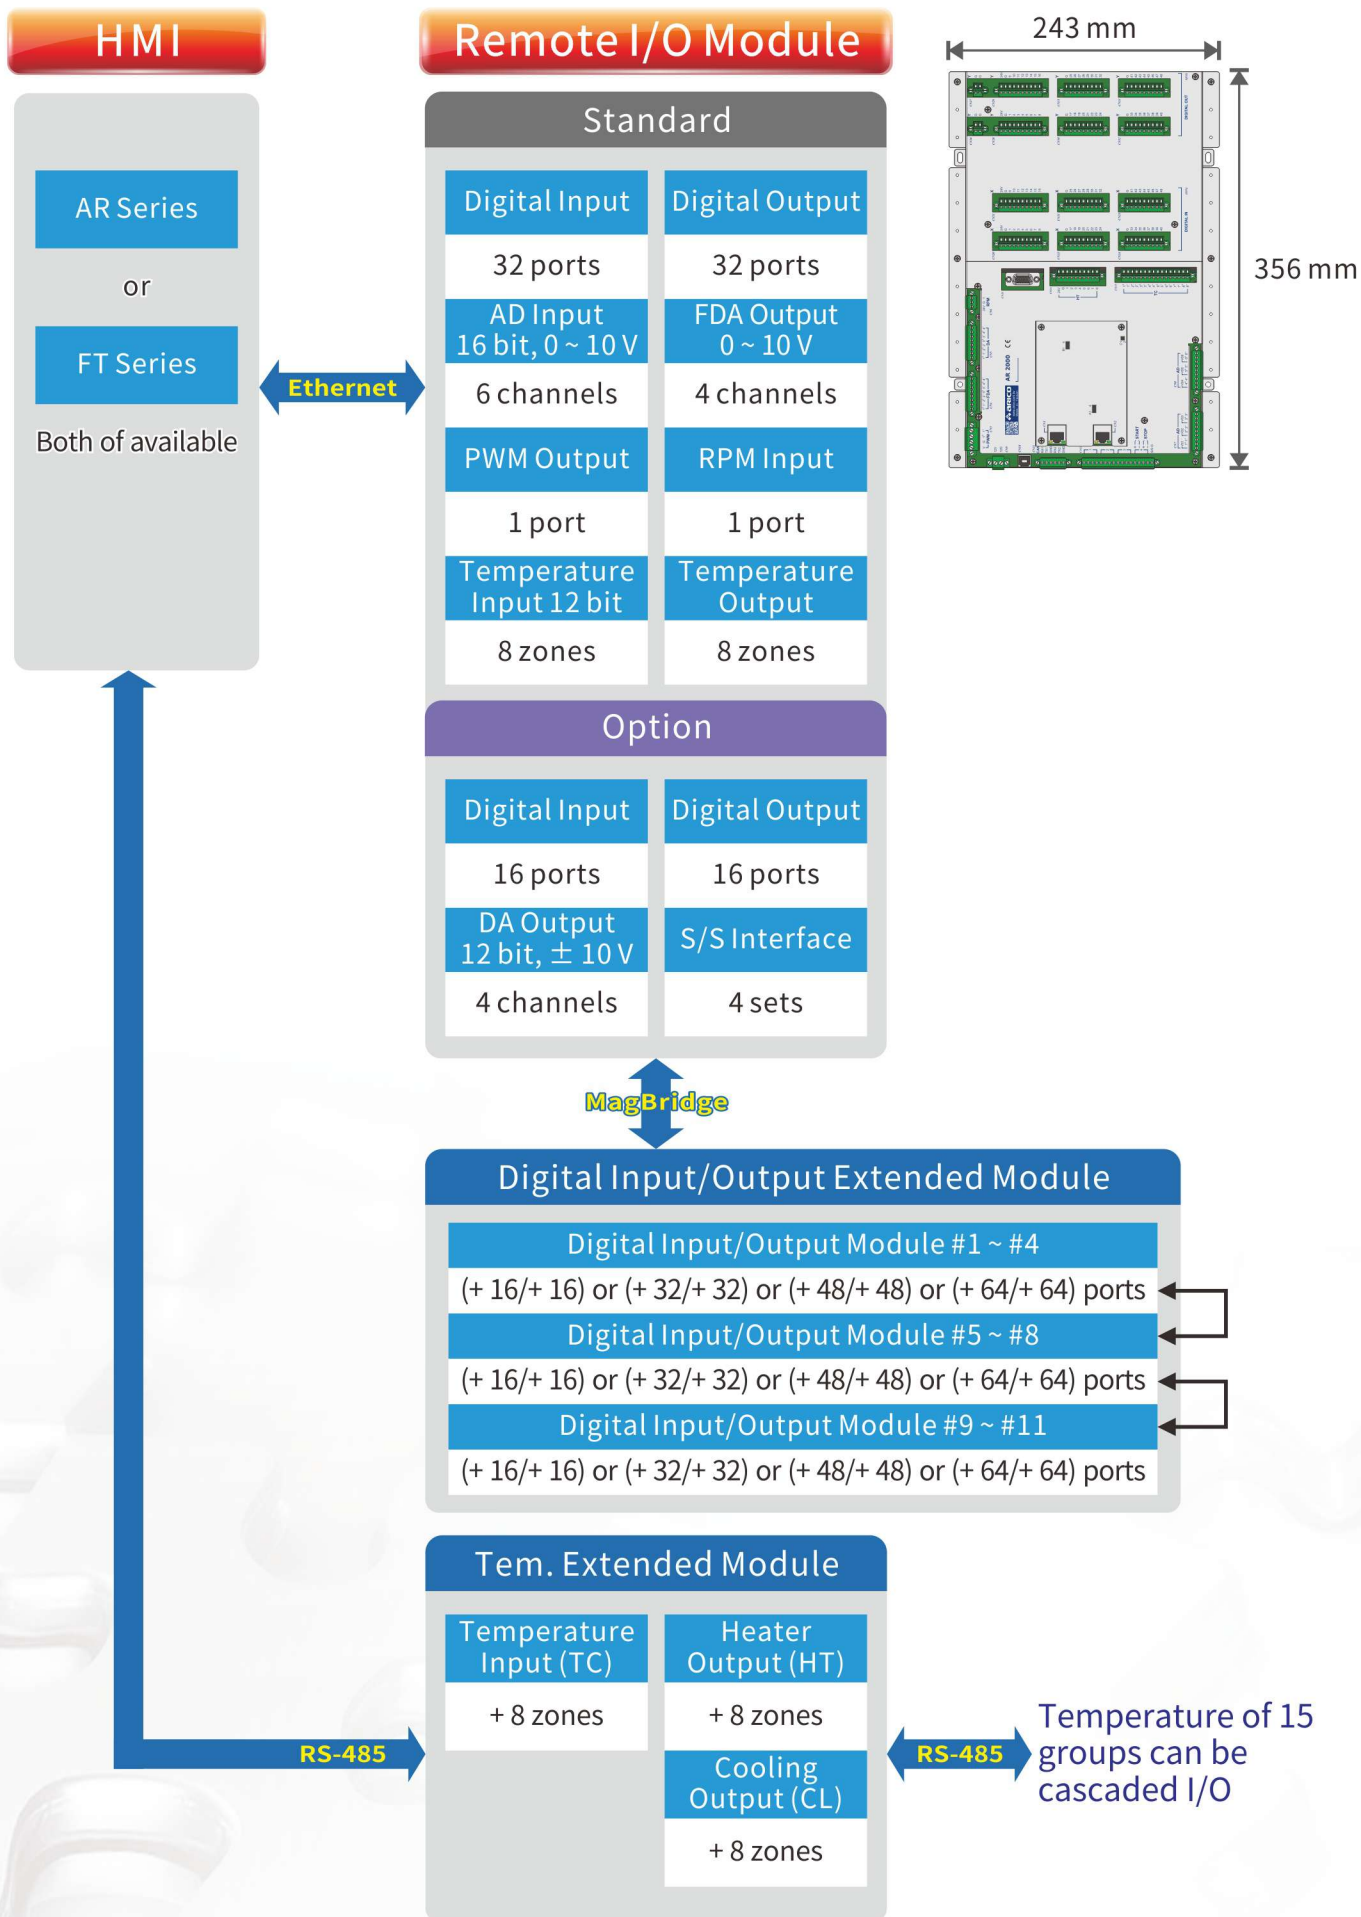 HMI
AR Series
or
FT Series
Both of available
Ethernet
Remote I/O Module
Standard
Digital Input
Digital Output
32 ports
32 ports
AD Input
16 bit, 0 ~ 10 V
FDA Output
0 ~ 10 V
6 channels
4 channels
PWM Output
RPM Input
1 port
1 port
Temperature
Input 12 bit
Temperature
Output
8 zones
8 zones
Option
Digital Input
Digital Output
16 ports
16 ports
DA Output
12 bit, ± 10 V
S/S Interface
4 channels
4 sets
MagBridge
243 mm
356 mm
DIGITAL OUT
DIGITAL IN
AR 2000
CE
Digital Input/Output Extended Module
Digital Input/Output Module #1 ~ #4
(+ 16/+ 16) or (+ 32/+ 32) or (+ 48/+ 48) or (+ 64/+ 64) ports
Digital Input/Output Module #5 ~ #8
(+ 16/+ 16) or (+ 32/+ 32) or (+ 48/+ 48) or (+ 64/+ 64) ports
Digital Input/Output Module #9 ~ #11
(+ 16/+ 16) or (+ 32/+ 32) or (+ 48/+ 48) or (+ 64/+ 64) ports
Tem. Extended Module
Temperature
Input (TC)
Heater
Output (HT)
+ 8 zones
+ 8 zones
Cooling
Output (CL)
+ 8 zones
RS-485
RS-485
Temperature of 15
groups can be
cascaded I/O